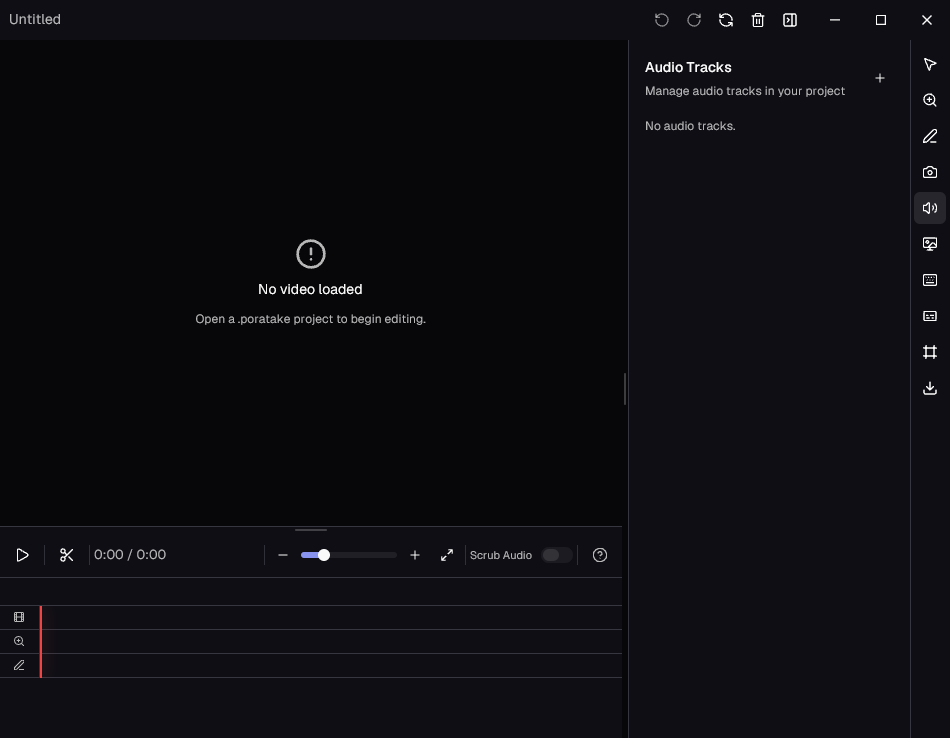 Untitled
Audio Tracks
Manage audio tracks in your project
No audio tracks.
No video loaded
Open a .poratake project to begin editing.
0:00 / 0:00
Scrub Audio